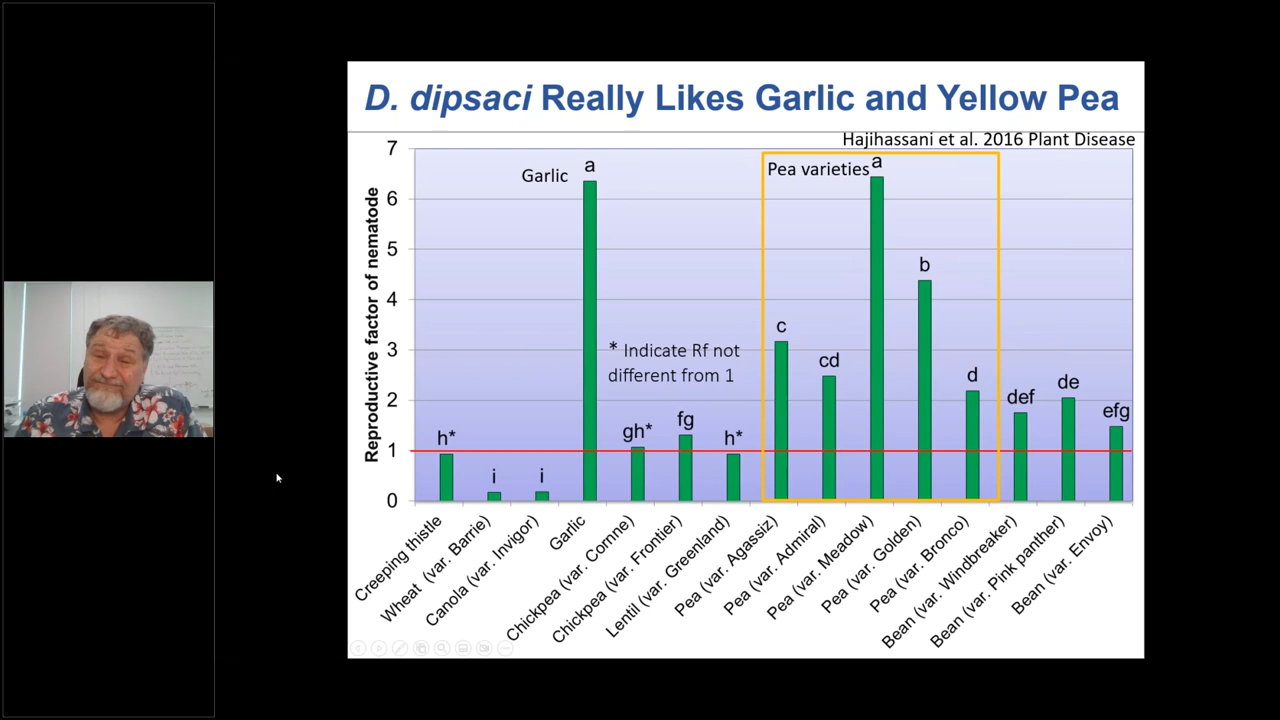 D. dipsaci Really Likes Garlic and Yellow Pea
Hajihassani et al. 2016 Plant Disease
Reproductive factor of nematode
7
6
5
4
3
2
1
0
Garlic
Pea varieties
* Indicate Rf not
different from 1
h*
i
i
a
gh*
fg
h*
c
cd
a
b
d
def
de
efg
Creeping thistle
Wheat (var. Barrie)
Canola (var. Invigor)
Garlic
Chickpea (var. Cornne)
Chickpea (var. Frontier)
Lentil (var. Greenland)
Pea (var. Agassiz)
Pea (var. Admiral)
Pea (var. Meadow)
Pea (var. Golden)
Pea (var. Bronco)
Bean (var. Windbreaker)
Bean (var. Pink panther)
Bean (var. Envoy)